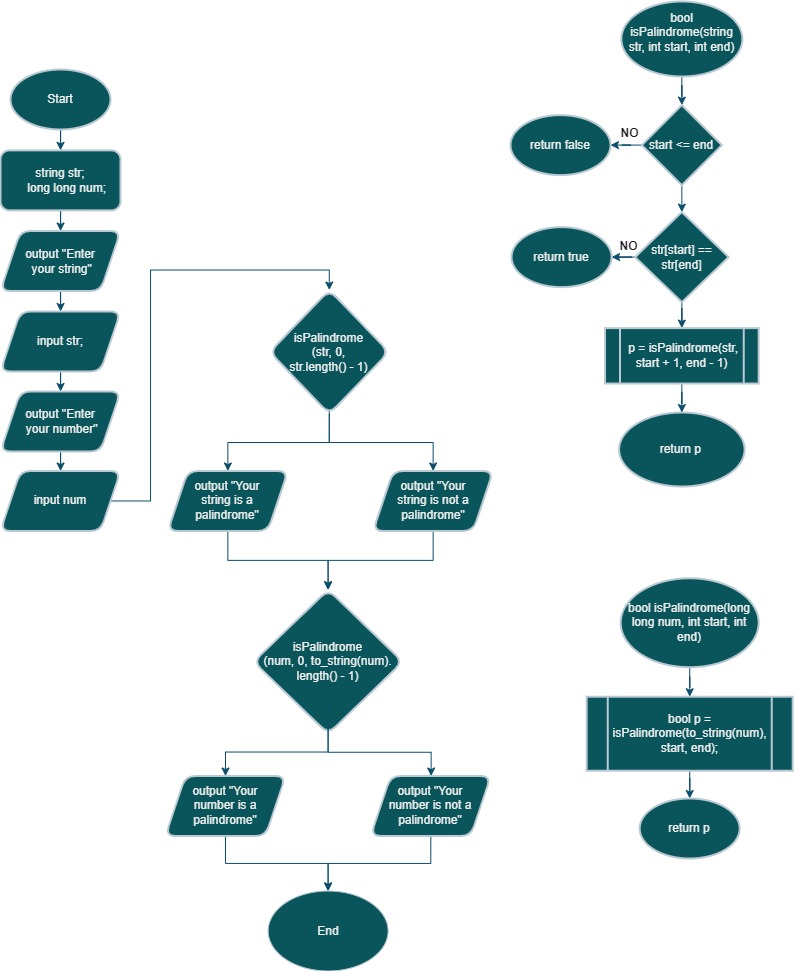 Start
string str;
long long num;
output "Enter
your string"
input str;
output "Enter
your number"
input num
isPalindrome
(str, 0,
str.length() - 1)
output "Your
string is a
palindrome"
output "Your
string is not a
palindrome"
isPalindrome
(num, 0, to_string(num).
length() - 1)
output "Your
number is a
palindrome"
output "Your
number is not a
palindrome"
End
bool
isPalindrome(string
str, int start, int end)
start <= end
NO
return false
str[start] ==
str[end]
NO
return true
p = isPalindrome(str,
start + 1, end - 1)
return p
bool isPalindrome(long
long num, int start, int
end)
bool p =
isPalindrome(to_string(num),
start, end);
return p